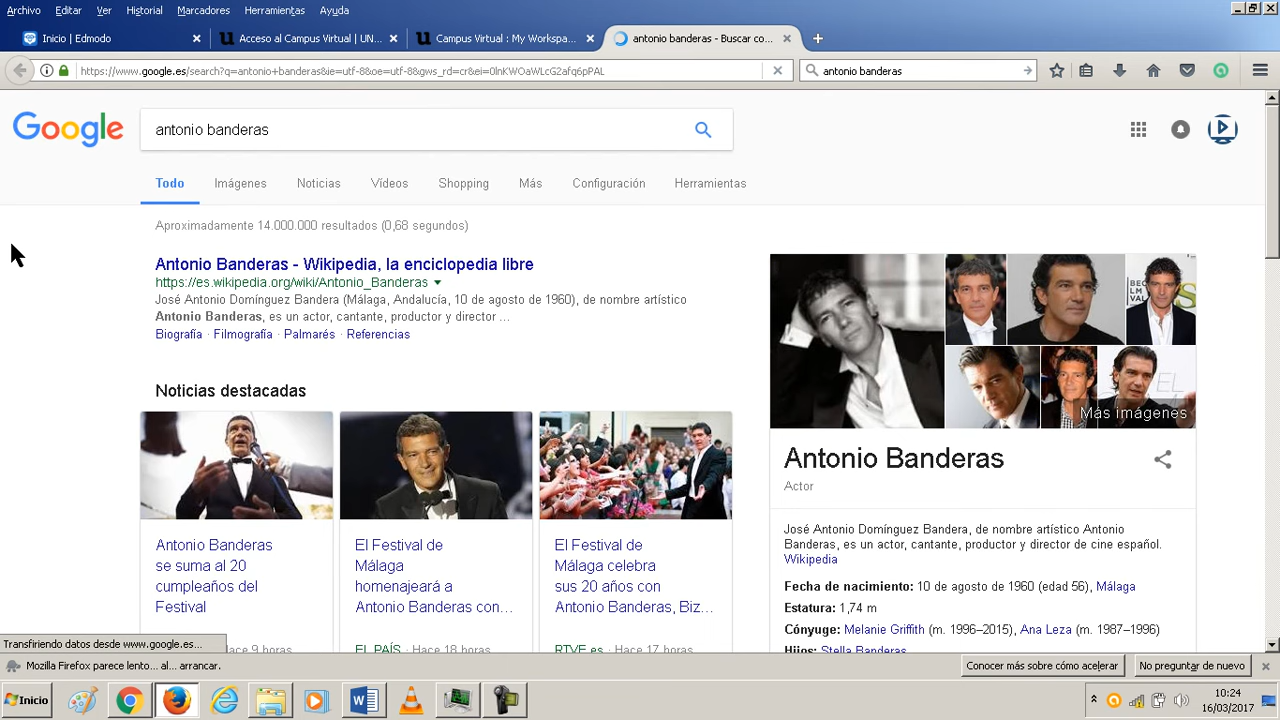 Archivo Editar Ver Historial Marcadores Herramientas Ayuda
Inicio | Edmodo
Acceso al Campus Virtual | UN...
Campus Virtual : My Workspa...
antonio banderas - Buscar co...
https://www.google.es/search?q=antonio+banderas&ie=utf-8&oe=utf-8&gws_rd=cr&ei=0lnKWOaWLcG2afq6pPAL
antonio banderas
Google
antonio banderas
Todo Imágenes Noticias Vídeos Shopping Más Configuración Herramientas
Aproximadamente 14.000.000 resultados (0,68 segundos)
Antonio Banderas - Wikipedia, la enciclopedia libre
https://es.wikipedia.org/wiki/Antonio_Banderas
José Antonio Domínguez Bandera (Málaga, Andalucía, 10 de agosto de 1960), de nombre artístico
Antonio Banderas, es un actor, cantante, productor y director ...
Biografía · Filmografía · Palmarés · Referencias
Noticias destacadas
Antonio Banderas
se suma al 20
cumpleaños del
Festival
Hace 9 horas
El Festival de
Málaga
homenajeará a
Antonio Banderas con...
EL PAÍS · Hace 18 horas
El Festival de
Málaga celebra
sus 20 años con
Antonio Banderas, Biz...
RTVE.es · Hace 17 horas
Más imágenes
Antonio Banderas
Actor
José Antonio Domínguez Bandera, de nombre artístico Antonio
Banderas, es un actor, cantante, productor y director de cine español.
Wikipedia
Fecha de nacimiento: 10 de agosto de 1960 (edad 56), Málaga
Estatura: 1,74 m
Cónyuge: Melanie Griffith (m. 1996–2015), Ana Leza (m. 1987–1996)
Hijos: Stella Banderas
Transfiriendo datos desde www.google.es...
Mozilla Firefox parece lento... al... arrancar.
Conocer más sobre cómo acelerar
No preguntar de nuevo
Inicio
10:24
16/03/2017